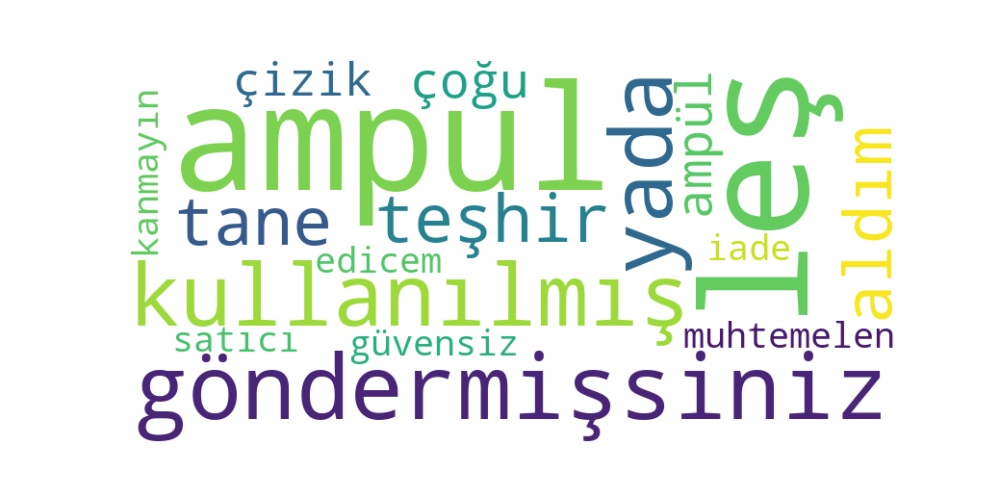 çizik
çoğu
ampul
yada
ampül
leş
aldım
kanmayın
tane
teşhir
iade
edicem
kullanılmış
satıcı
güvensiz
muhtemelen
göndermişsiniz